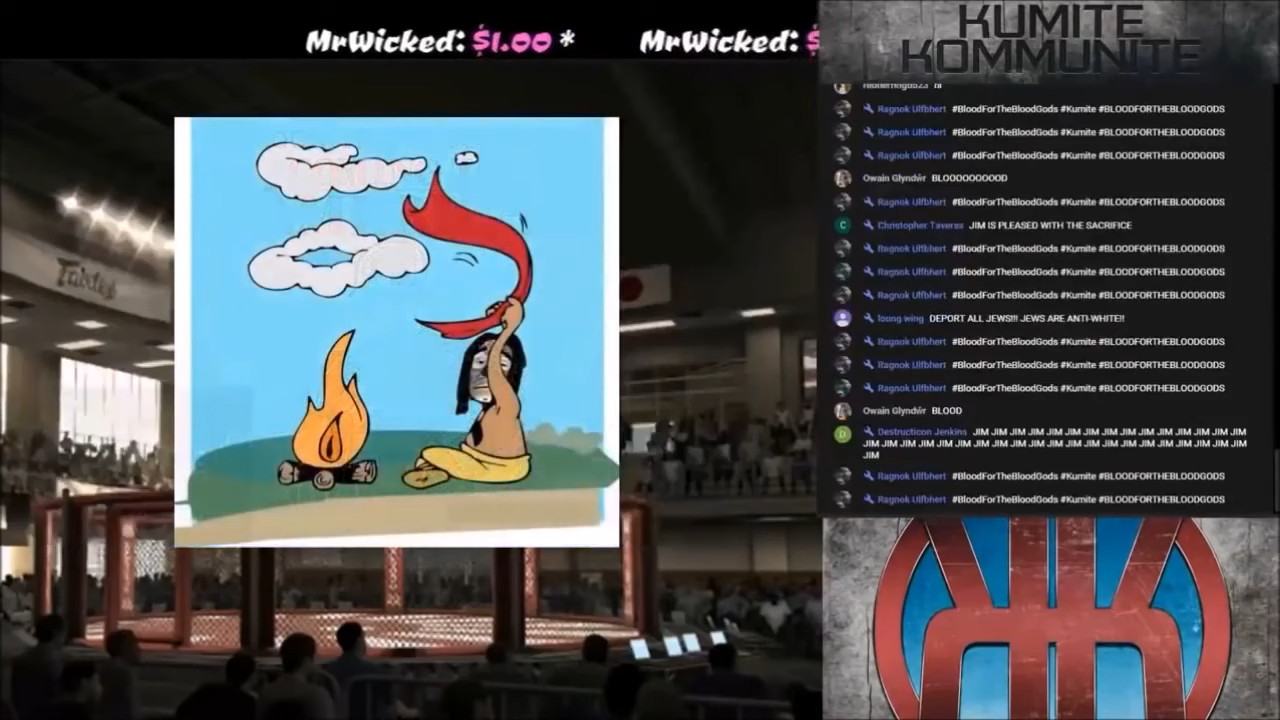 MrWicked: $1.00 * MrWicked: $
KUMITE
KOMMUNITE
hi
Ragnok Ulfbhert #BloodForTheBloodGods #Kumite #BLOODFORTHEBLOODGODS
Ragnok Ulfbhert #BloodForTheBloodGods #Kumite #BLOODFORTHEBLOODGODS
Ragnok Ulfbhert #BloodForTheBloodGods #Kumite #BLOODFORTHEBLOODGODS
Owain Glyndŵr BLOOOOOOOOD
Ragnok Ulfbhert #BloodForTheBloodGods #Kumite #BLOODFORTHEBLOODGODS
C Christopher Taveras JIM IS PLEASED WITH THE SACRIFICE
Ragnok Ulfbhert #BloodForTheBloodGods #Kumite #BLOODFORTHEBLOODGODS
Ragnok Ulfbhert #BloodForTheBloodGods #Kumite #BLOODFORTHEBLOODGODS
Ragnok Ulfbhert #BloodForTheBloodGods #Kumite #BLOODFORTHEBLOODGODS
loung wing DEPORT ALL JEWS!!! JEWS ARE ANTI-WHITE!!
Ragnok Ulfbhert #BloodForTheBloodGods #Kumite #BLOODFORTHEBLOODGODS
Ragnok Ulfbhert #BloodForTheBloodGods #Kumite #BLOODFORTHEBLOODGODS
Ragnok Ulfbhert #BloodForTheBloodGods #Kumite #BLOODFORTHEBLOODGODS
Owain Glyndŵr BLOOD
D Destructicon Jenkins JIM JIM JIM JIM JIM JIM JIM JIM JIM JIM JIM JIM JIM JIM
JIM JIM JIM JIM JIM JIM JIM JIM JIM JIM JIM JIM JIM JIM JIM JIM JIM JIM JIM JIM
JIM
Ragnok Ulfbhert #BloodForTheBloodGods #Kumite #BLOODFORTHEBLOODGODS
Ragnok Ulfbhert #BloodForTheBloodGods #Kumite #BLOODFORTHEBLOODGODS
Fairtex